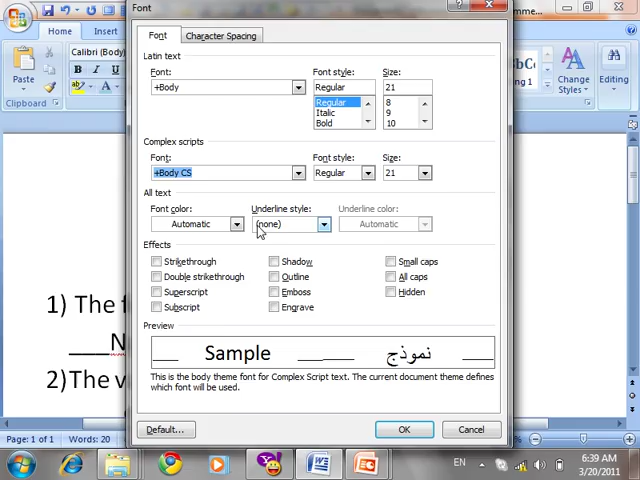 Font
Home
Paste
Clipboard
Calibri (Body)
B I U
1) The f
___N
2)The v
Page: 1 of 1 Words: 20
Font Character Spacing
Latin text
Font: Font style: Size:
+Body Regular 21
Regular 8
Italic 9
Bold 10
Complex scripts
Font: Font style: Size:
+Body CS Regular 21
All text
Font color: Underline style: Underline color:
Automatic (none) Automatic
Effects
Strikethrough Shadow Small caps
Double strikethrough Outline All caps
Superscript Emboss Hidden
Subscript Engrave
Preview
Sample نموذج
This is the body theme font for Complex Script text. The current document theme defines
which font will be used.
Default... OK Cancel
Change
Styles
Editing
EN 6:39 AM
3/20/2011